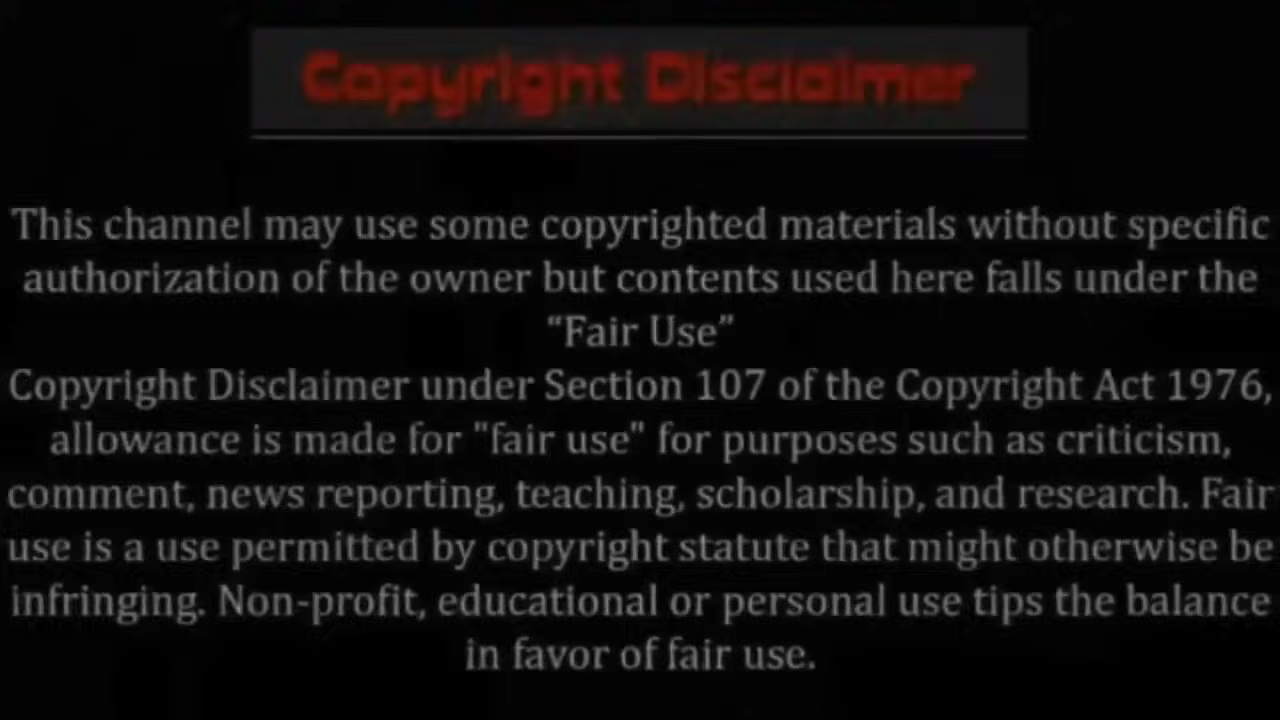 Copyright Disclaimer
This channel may use some copyrighted materials without specific
authorization of the owner but contents used here falls under the
“Fair Use”
Copyright Disclaimer under Section 107 of the Copyright Act 1976,
allowance is made for "fair use" for purposes such as criticism,
comment, news reporting, teaching, scholarship, and research. Fair
use is a use permitted by copyright statute that might otherwise be
infringing. Non-profit, educational or personal use tips the balance
in favor of fair use.